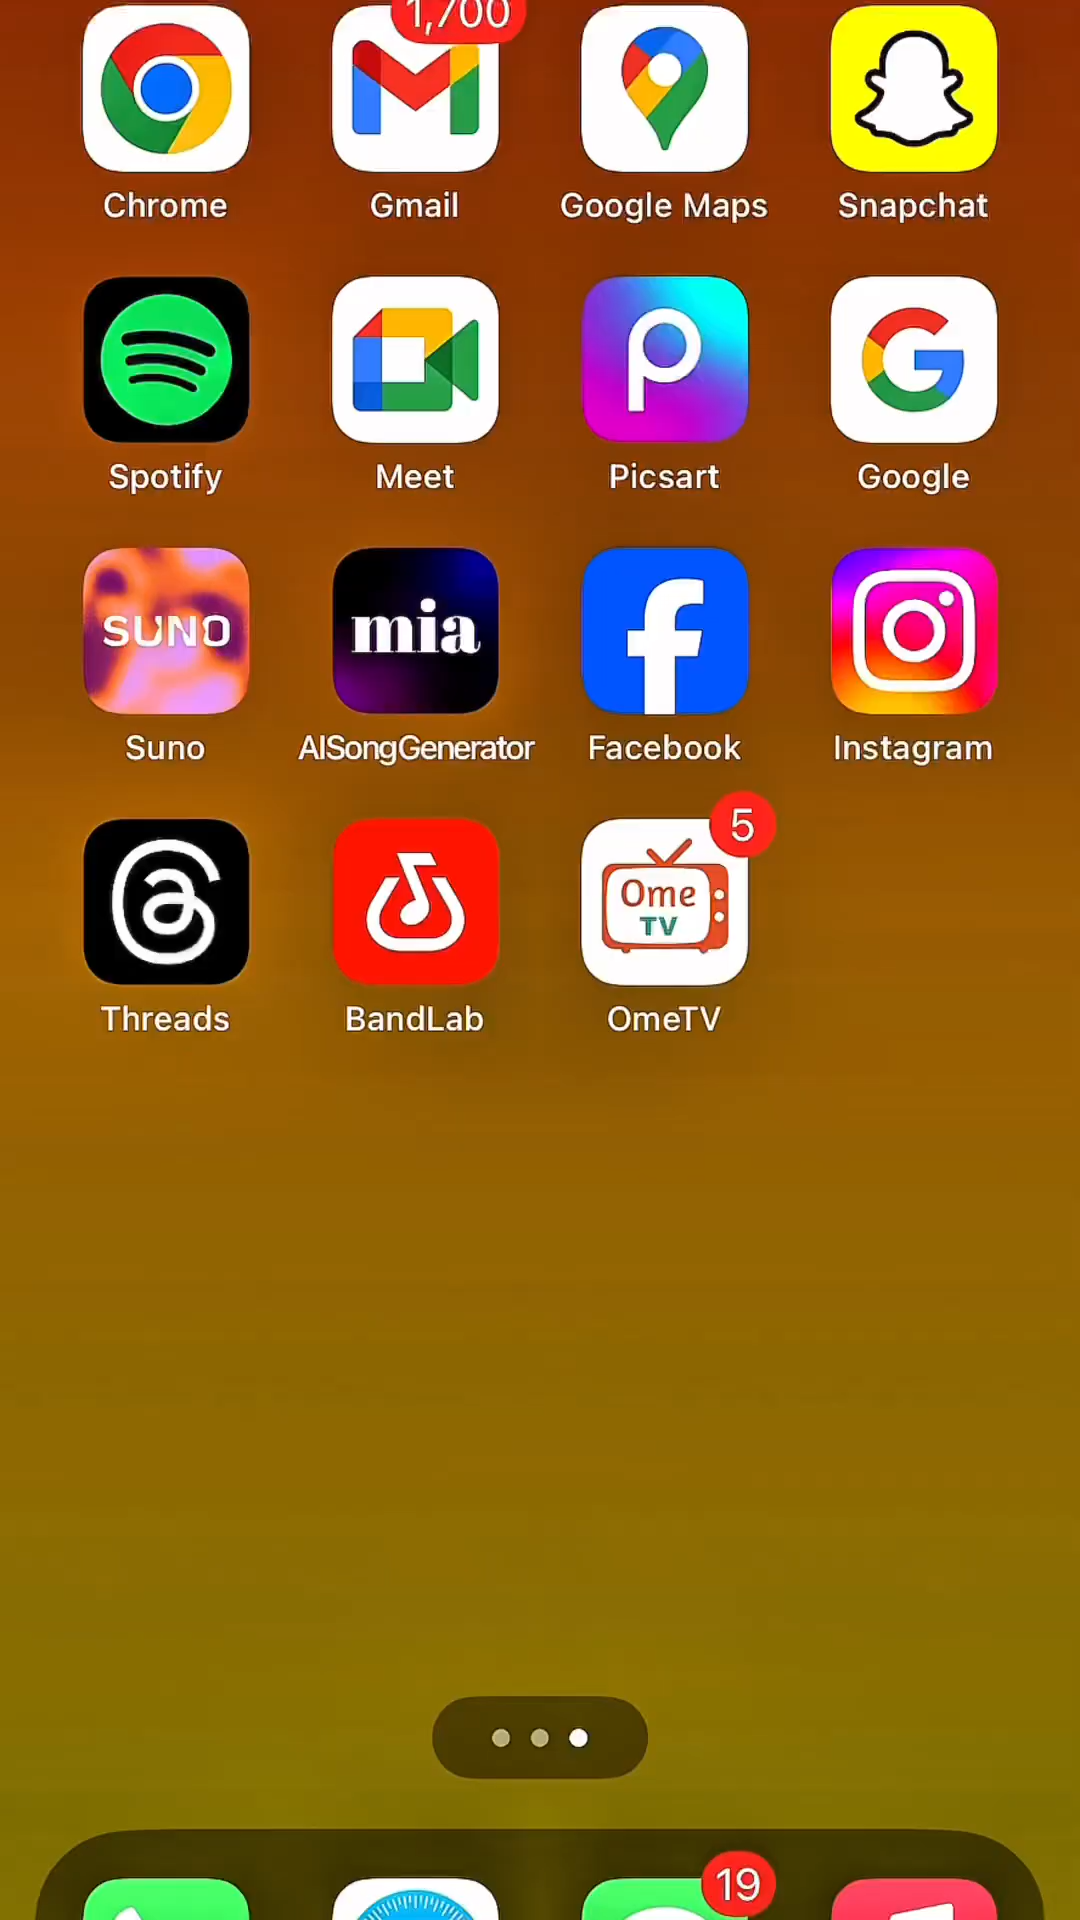 1,700
Chrome
Gmail
Google Maps
Snapchat
Spotify
Meet
Picsart
Google
SUNO
mia
Suno
AISongGenerator
Facebook
Instagram
5
Ome
TV
Threads
BandLab
OmeTV
19